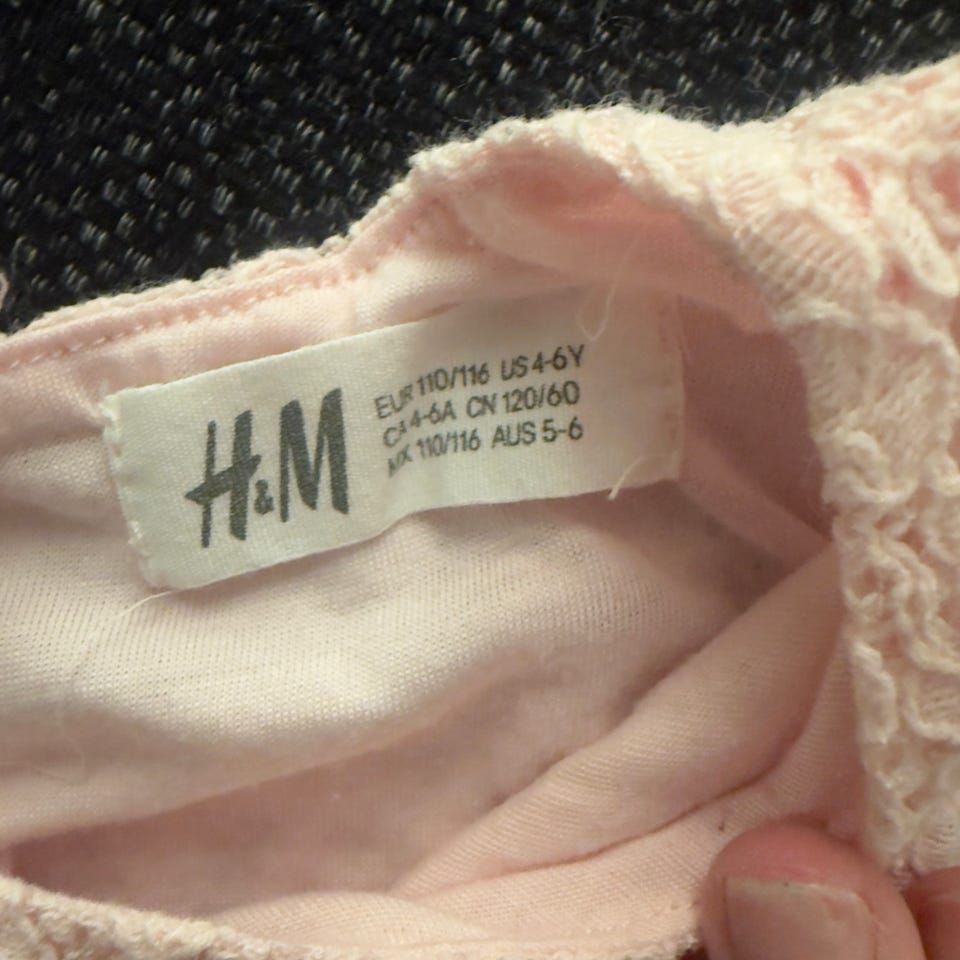 H&M
EUR 110/116 US 4-6Y
CA 4-6A CN 120/60
MX 110/116 AUS 5-6